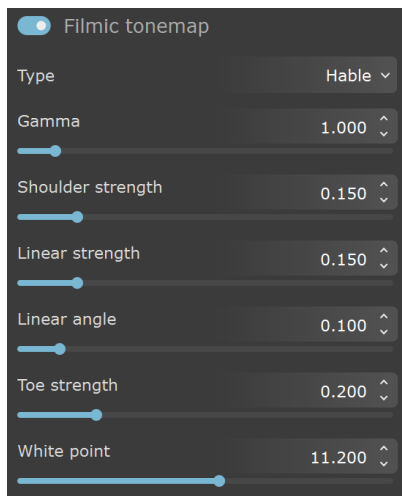 Filmic tonemap
Type Hable
Gamma 1.000
Shoulder strength 0.150
Linear strength 0.150
Linear angle 0.100
Toe strength 0.200
White point 11.200